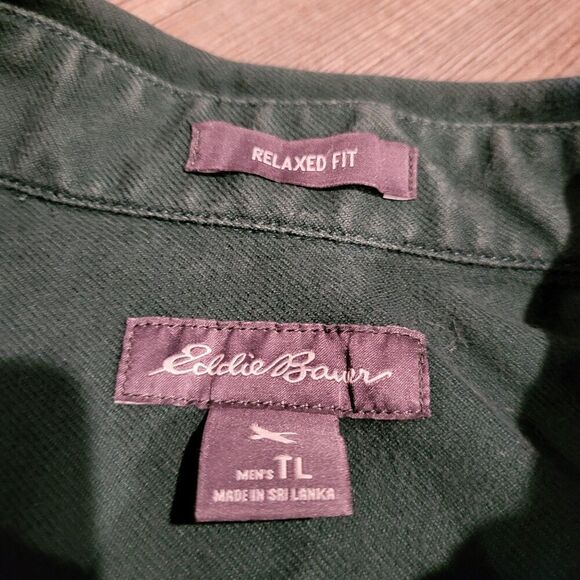 RELAXED FIT
Eddie Bauer
MEN'S TL
MADE IN SRI LANKA